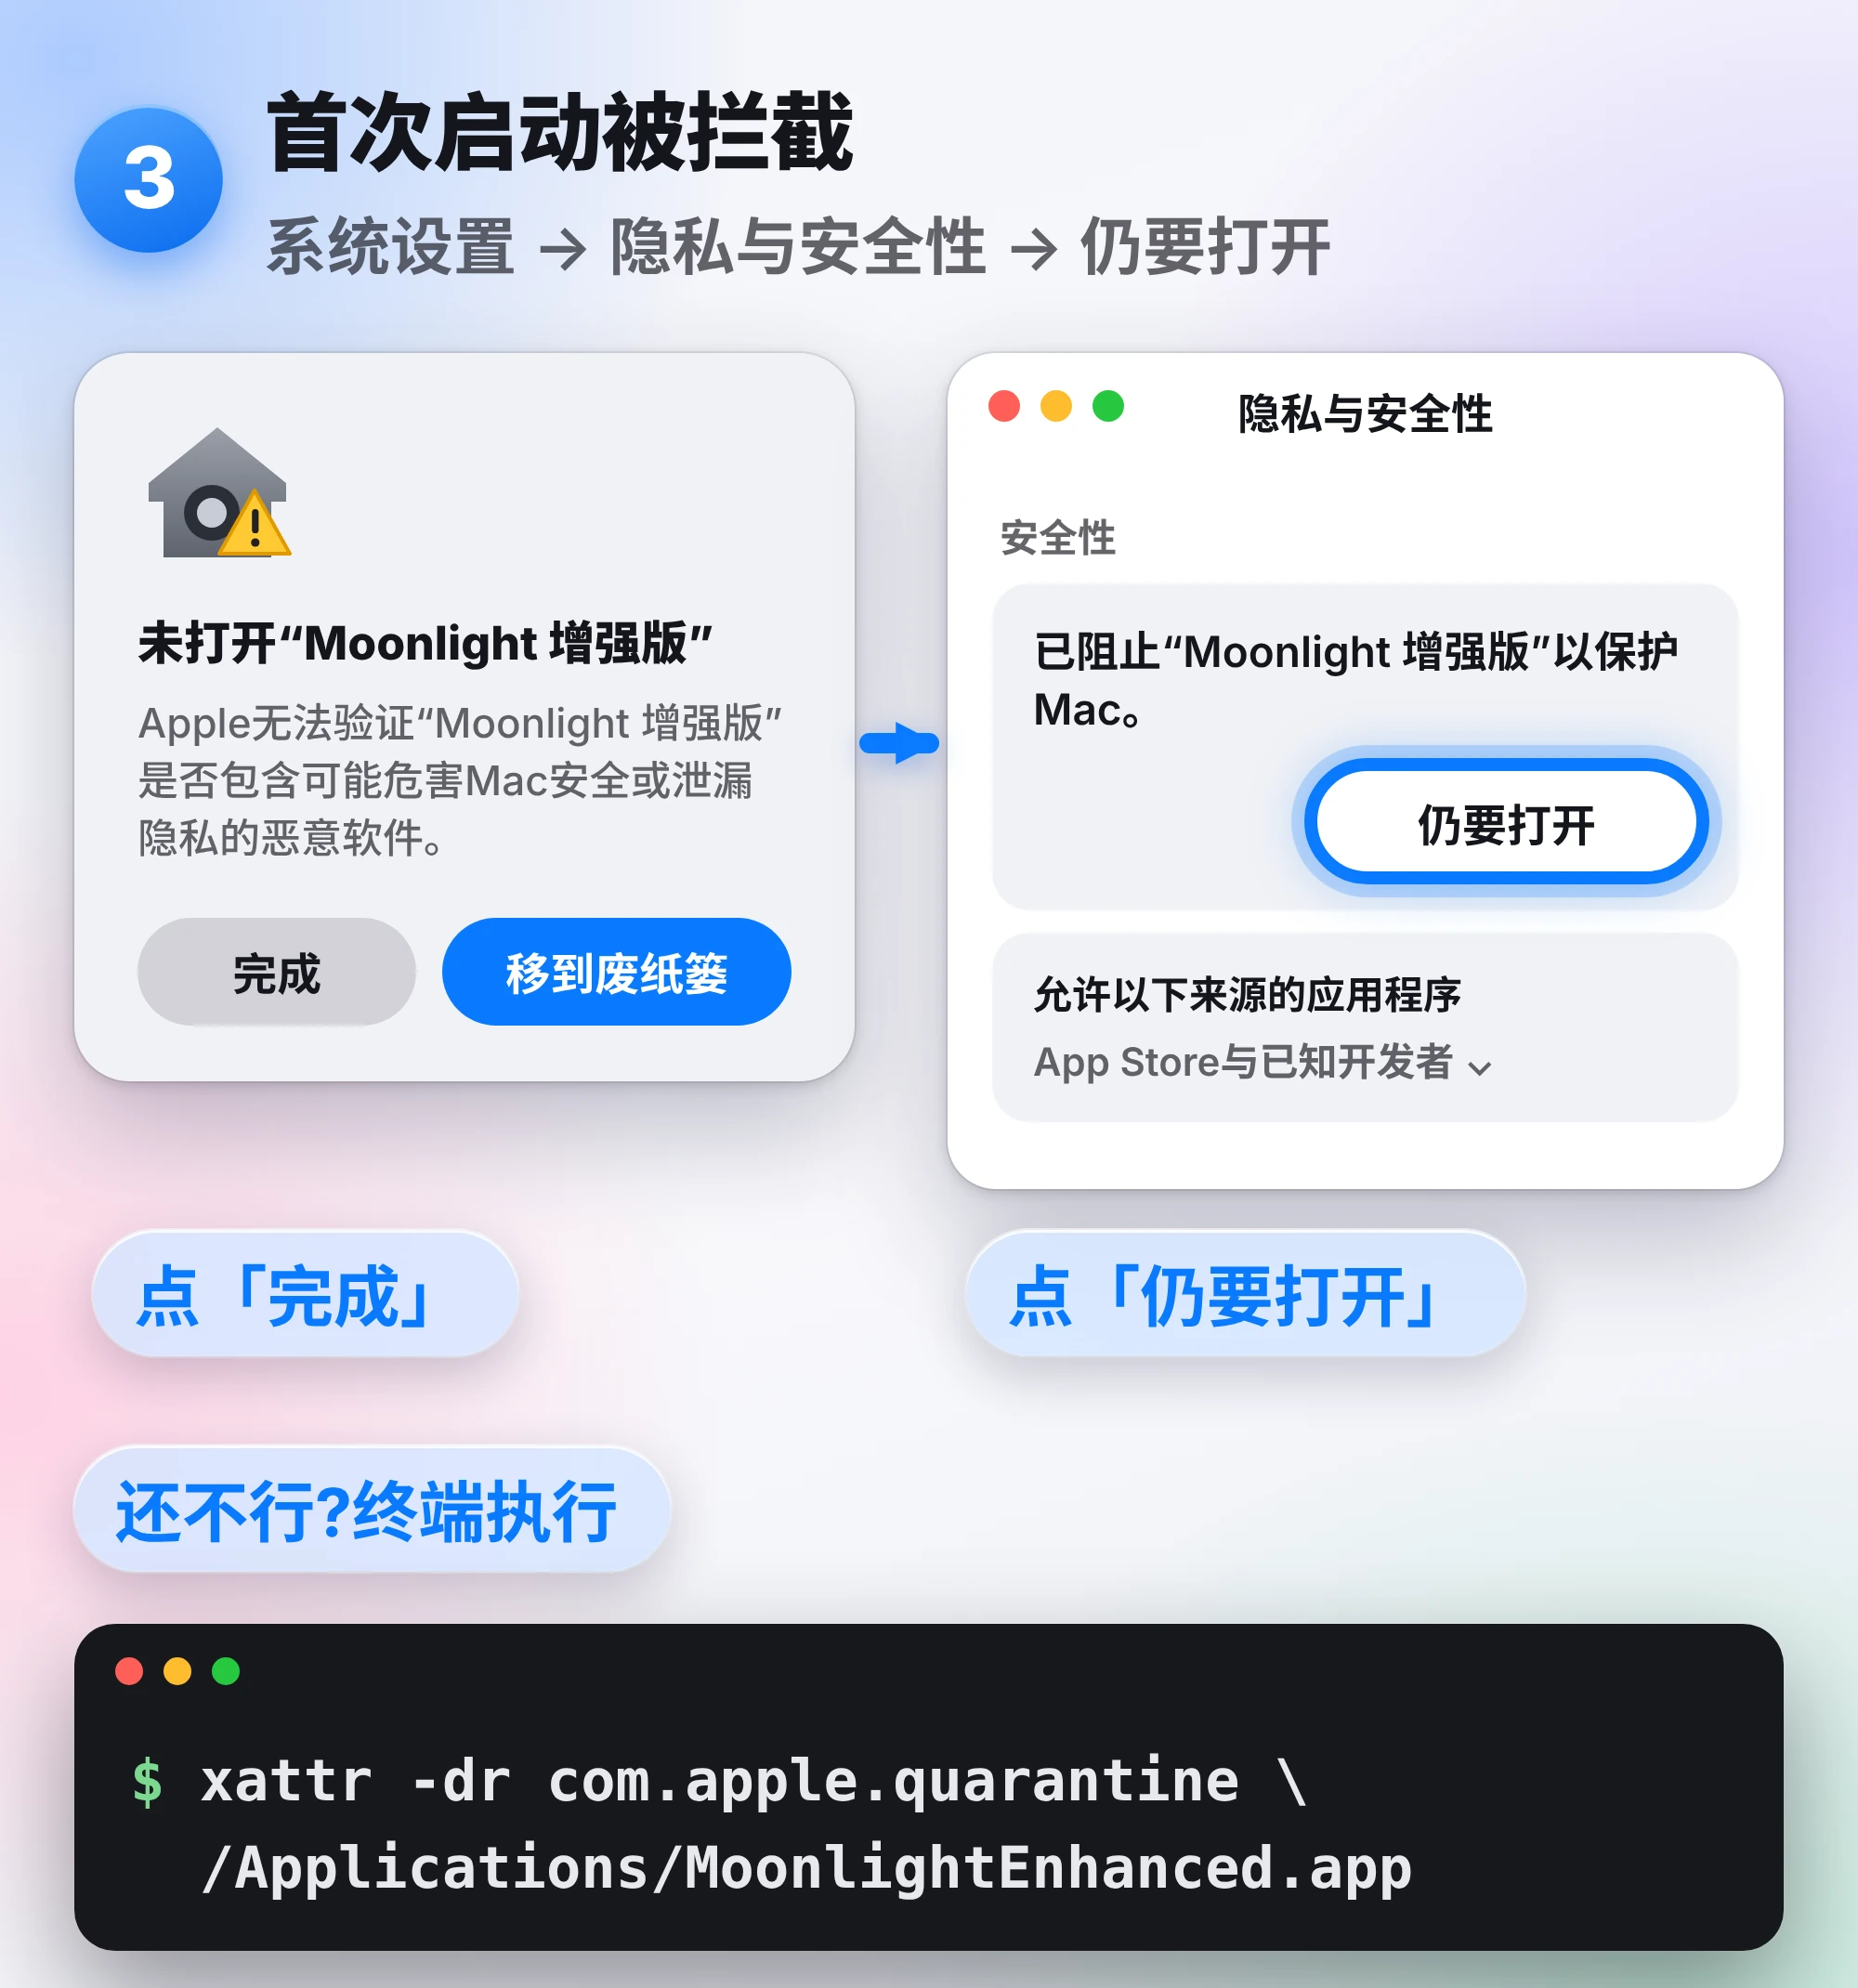 3
首次启动被拦截
系统设置 → 隐私与安全性 → 仍要打开
未打开“Moonlight 增强版”
Apple无法验证“Moonlight 增强版”
是否包含可能危害Mac安全或泄漏
隐私的恶意软件。
完成
移到废纸篓
隐私与安全性
安全性
已阻止“Moonlight 增强版”以保护
Mac。
仍要打开
允许以下来源的应用程序
App Store与已知开发者
点「完成」
点「仍要打开」
还不行?终端执行
$ xattr -dr com.apple.quarantine \
/Applications/MoonlightEnhanced.app